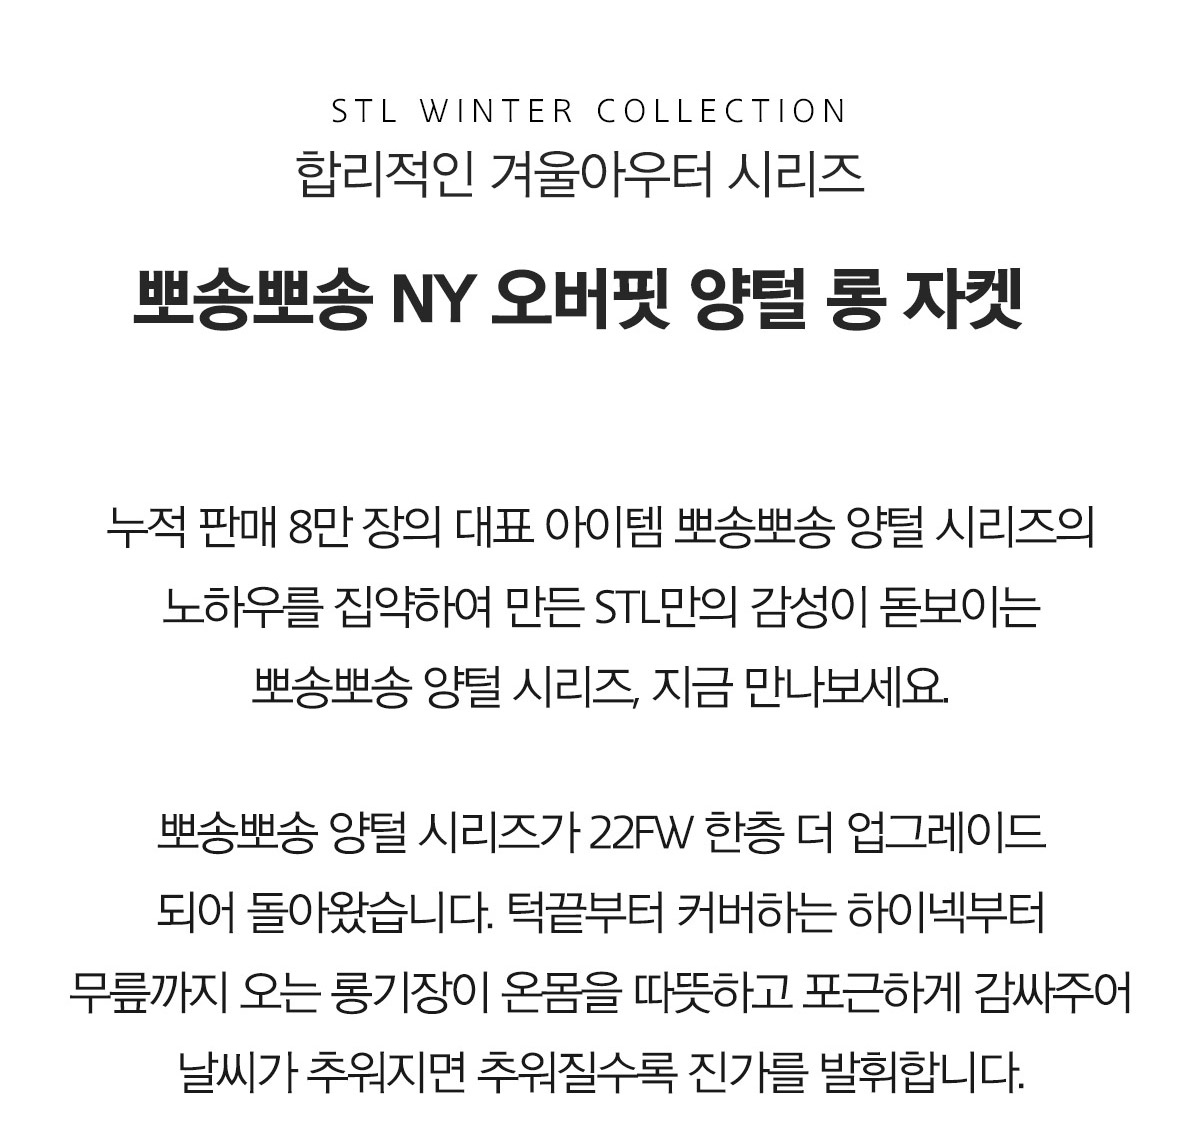 STL WINTER COLLECTION
합리적인 겨울아우터 시리즈
뽀송뽀송 NY 오버핏 양털 롱 자켓
누적 판매 8만 장의 대표 아이템 뽀송뽀송 양털 시리즈의
노하우를 집약하여 만든 STL만의 감성이 돋보이는
뽀송뽀송 양털 시리즈, 지금 만나보세요.
뽀송뽀송 양털 시리즈가 22FW 한층 더 업그레이드
되어 돌아왔습니다. 턱끝부터 커버하는 하이넥부터
무릎까지 오는 롱기장이 온몸을 따뜻하고 포근하게 감싸주어
날씨가 추워지면 추워질수록 진가를 발휘합니다.